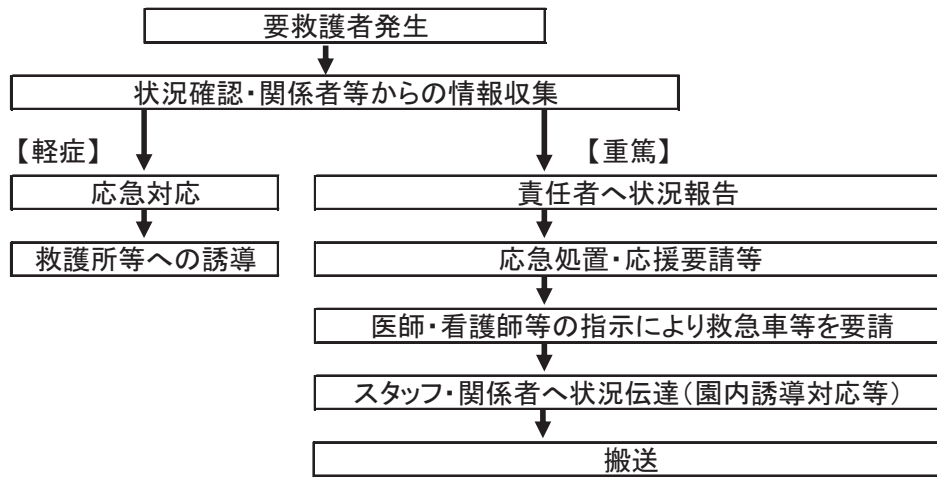 要救護者発生
状況確認・関係者等からの情報収集
【軽症】
応急対応
救護所等への誘導
【重篤】
責任者へ状況報告
応急処置・応援要請等
医師・看護師等の指示により救急車等を要請
スタッフ・関係者へ状況伝達（園内誘導対応等）
搬送